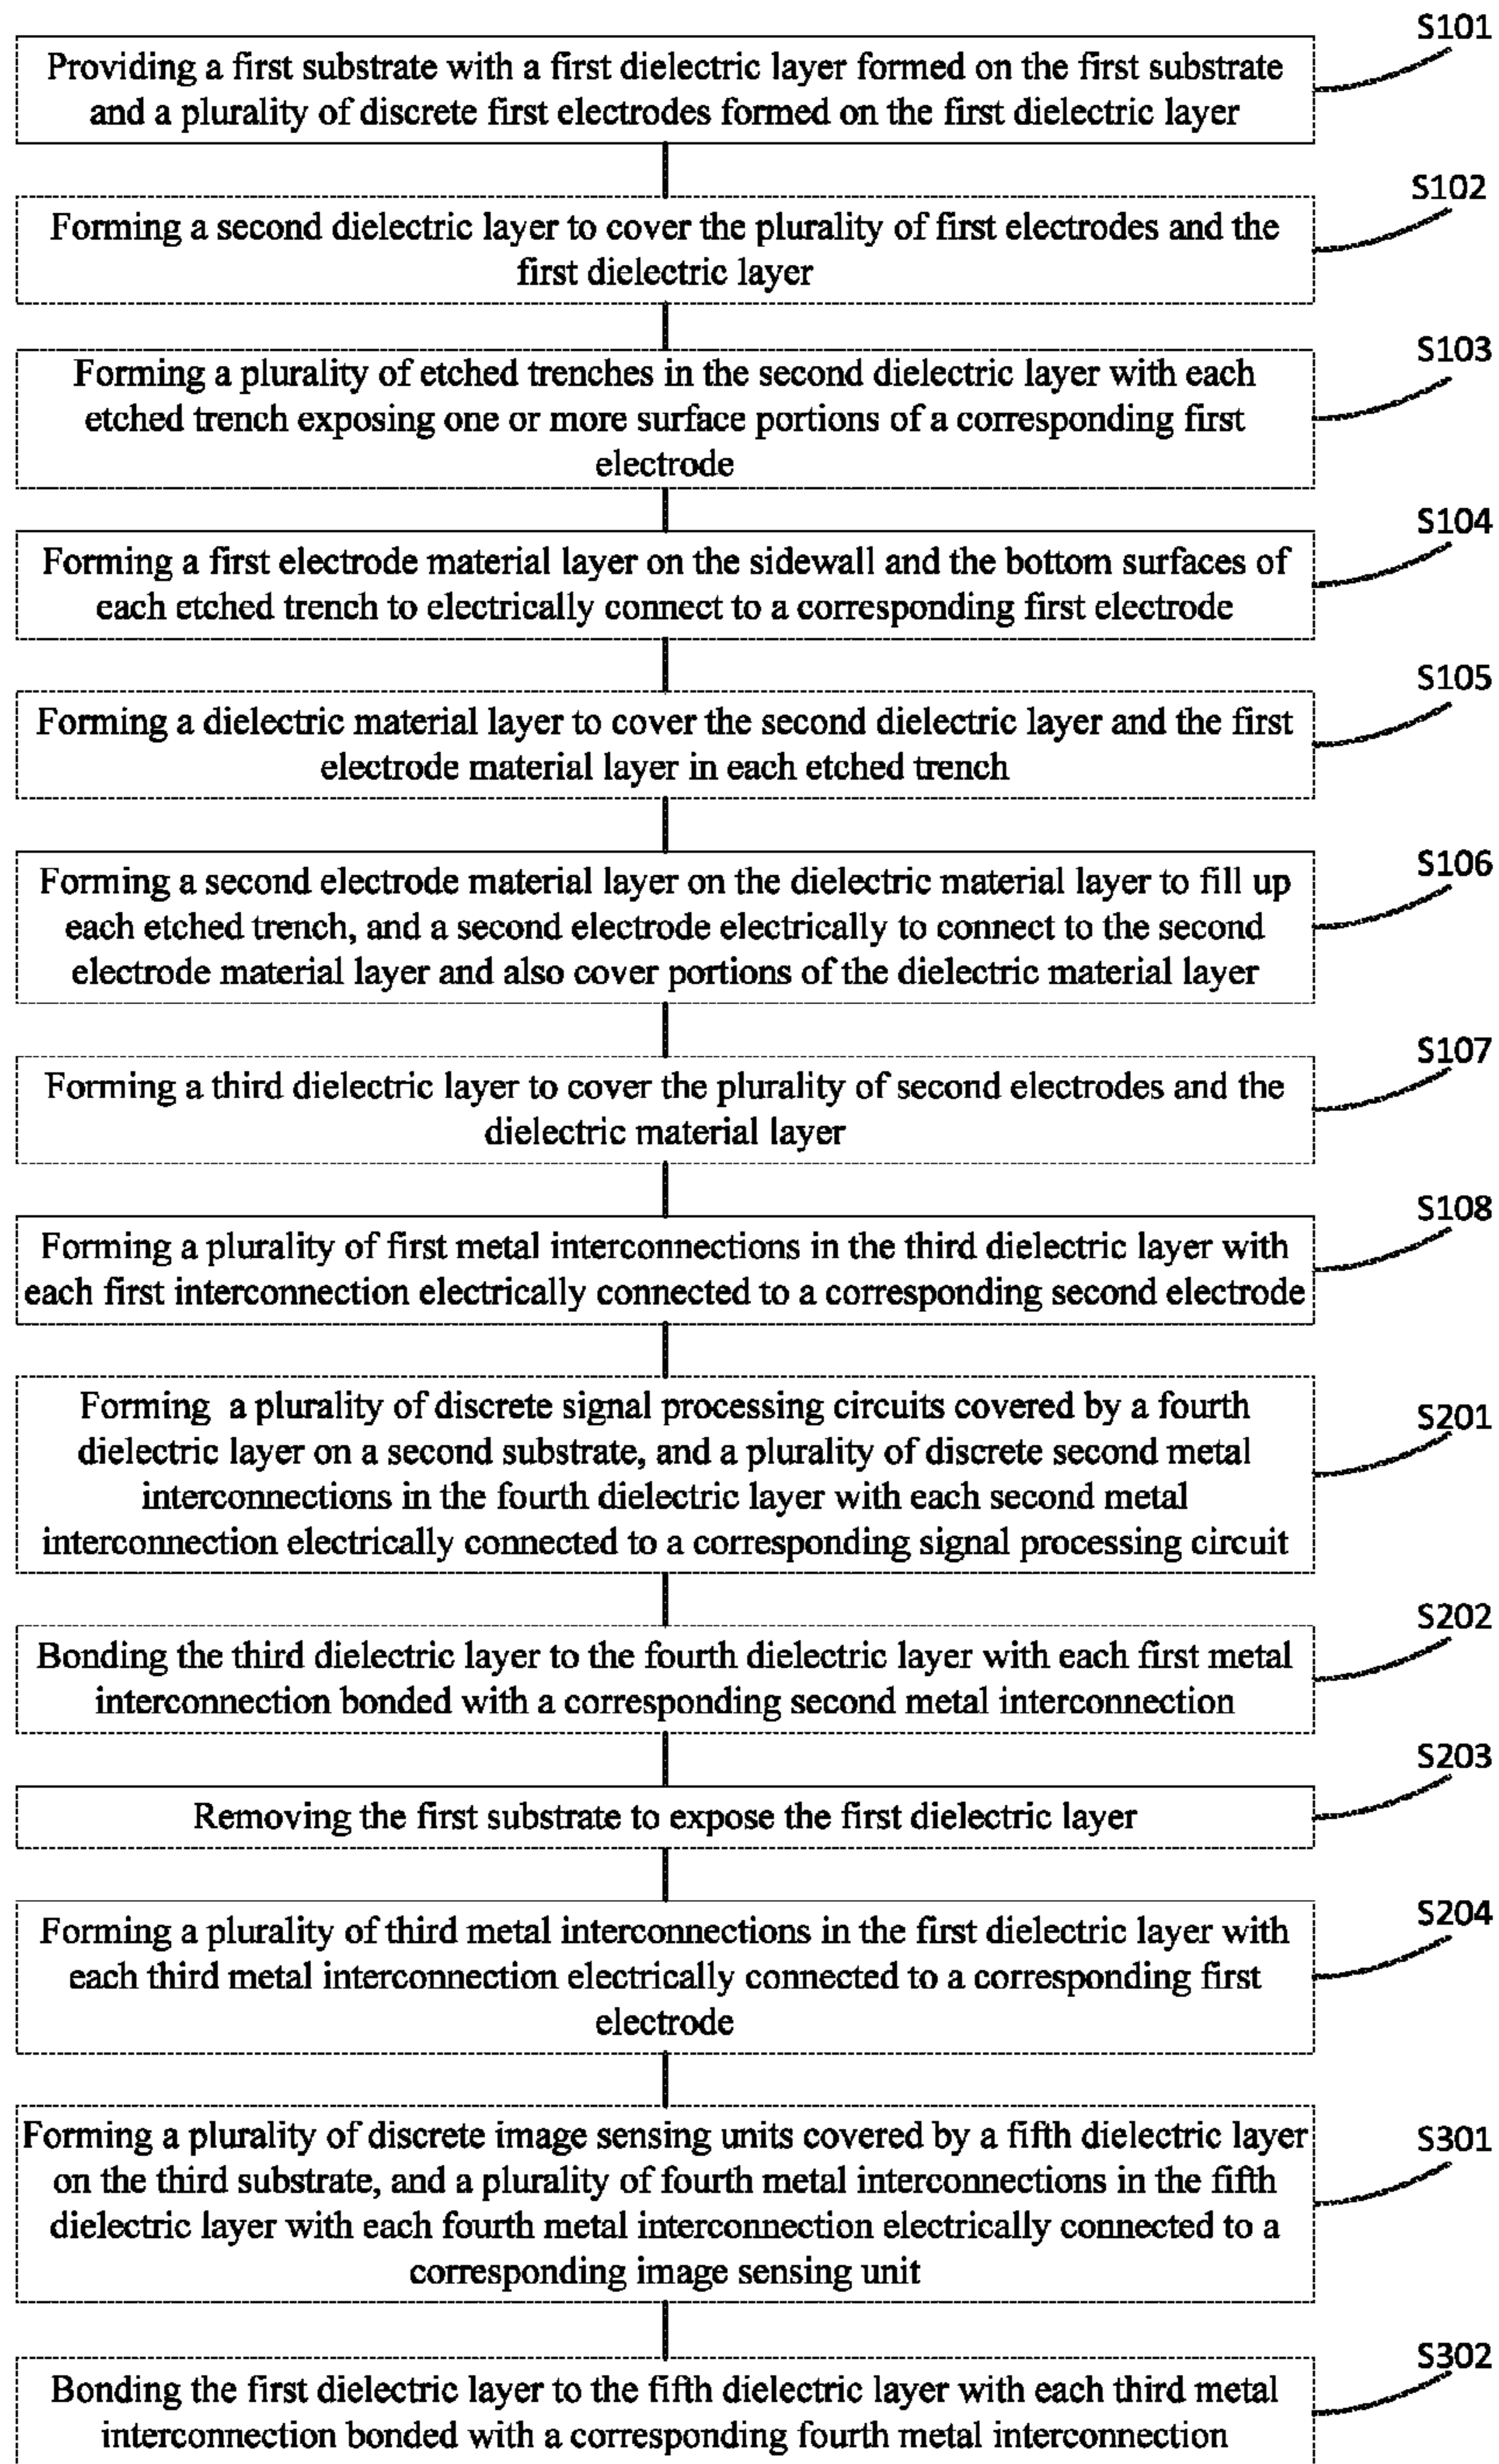 S101
Providing a first substrate with a first dielectric layer formed on the first substrate
and a plurality of discrete first electrodes formed on the first dielectric layer
S102
Forming a second dielectric layer to cover the plurality of first electrodes and the
first dielectric layer
S103
Forming a plurality of etched trenches in the second dielectric layer with each
etched trench exposing one or more surface portions of a corresponding first
electrode
S104
Forming a first electrode material layer on the sidewall and the bottom surfaces of
each etched trench to electrically connect to a corresponding first electrode
S105
Forming a dielectric material layer to cover the second dielectric layer and the first
electrode material layer in each etched trench
S106
Forming a second electrode material layer on the dielectric material layer to fill up
each etched trench, and a second electrode electrically to connect to the second
electrode material layer and also cover portions of the dielectric material layer
S107
Forming a third dielectric layer to cover the plurality of second electrodes and the
dielectric material layer
S108
Forming a plurality of first metal interconnections in the third dielectric layer with
each first interconnection electrically connected to a corresponding second electrode
S201
Forming a plurality of discrete signal processing circuits covered by a fourth
dielectric layer on a second substrate, and a plurality of discrete second metal
interconnections in the fourth dielectric layer with each second metal
interconnection electrically connected to a corresponding signal processing circuit
S202
Bonding the third dielectric layer to the fourth dielectric layer with each first metal
interconnection bonded with a corresponding second metal interconnection
S203
Removing the first substrate to expose the first dielectric layer
S204
Forming a plurality of third metal interconnections in the first dielectric layer with
each third metal interconnection electrically connected to a corresponding first
electrode
S301
Forming a plurality of discrete image sensing units covered by a fifth dielectric layer
on the third substrate, and a plurality of fourth metal interconnections in the fifth
dielectric layer with each fourth metal interconnection electrically connected to a
corresponding image sensing unit
S302
Bonding the first dielectric layer to the fifth dielectric layer with each third metal
interconnection bonded with a corresponding fourth metal interconnection